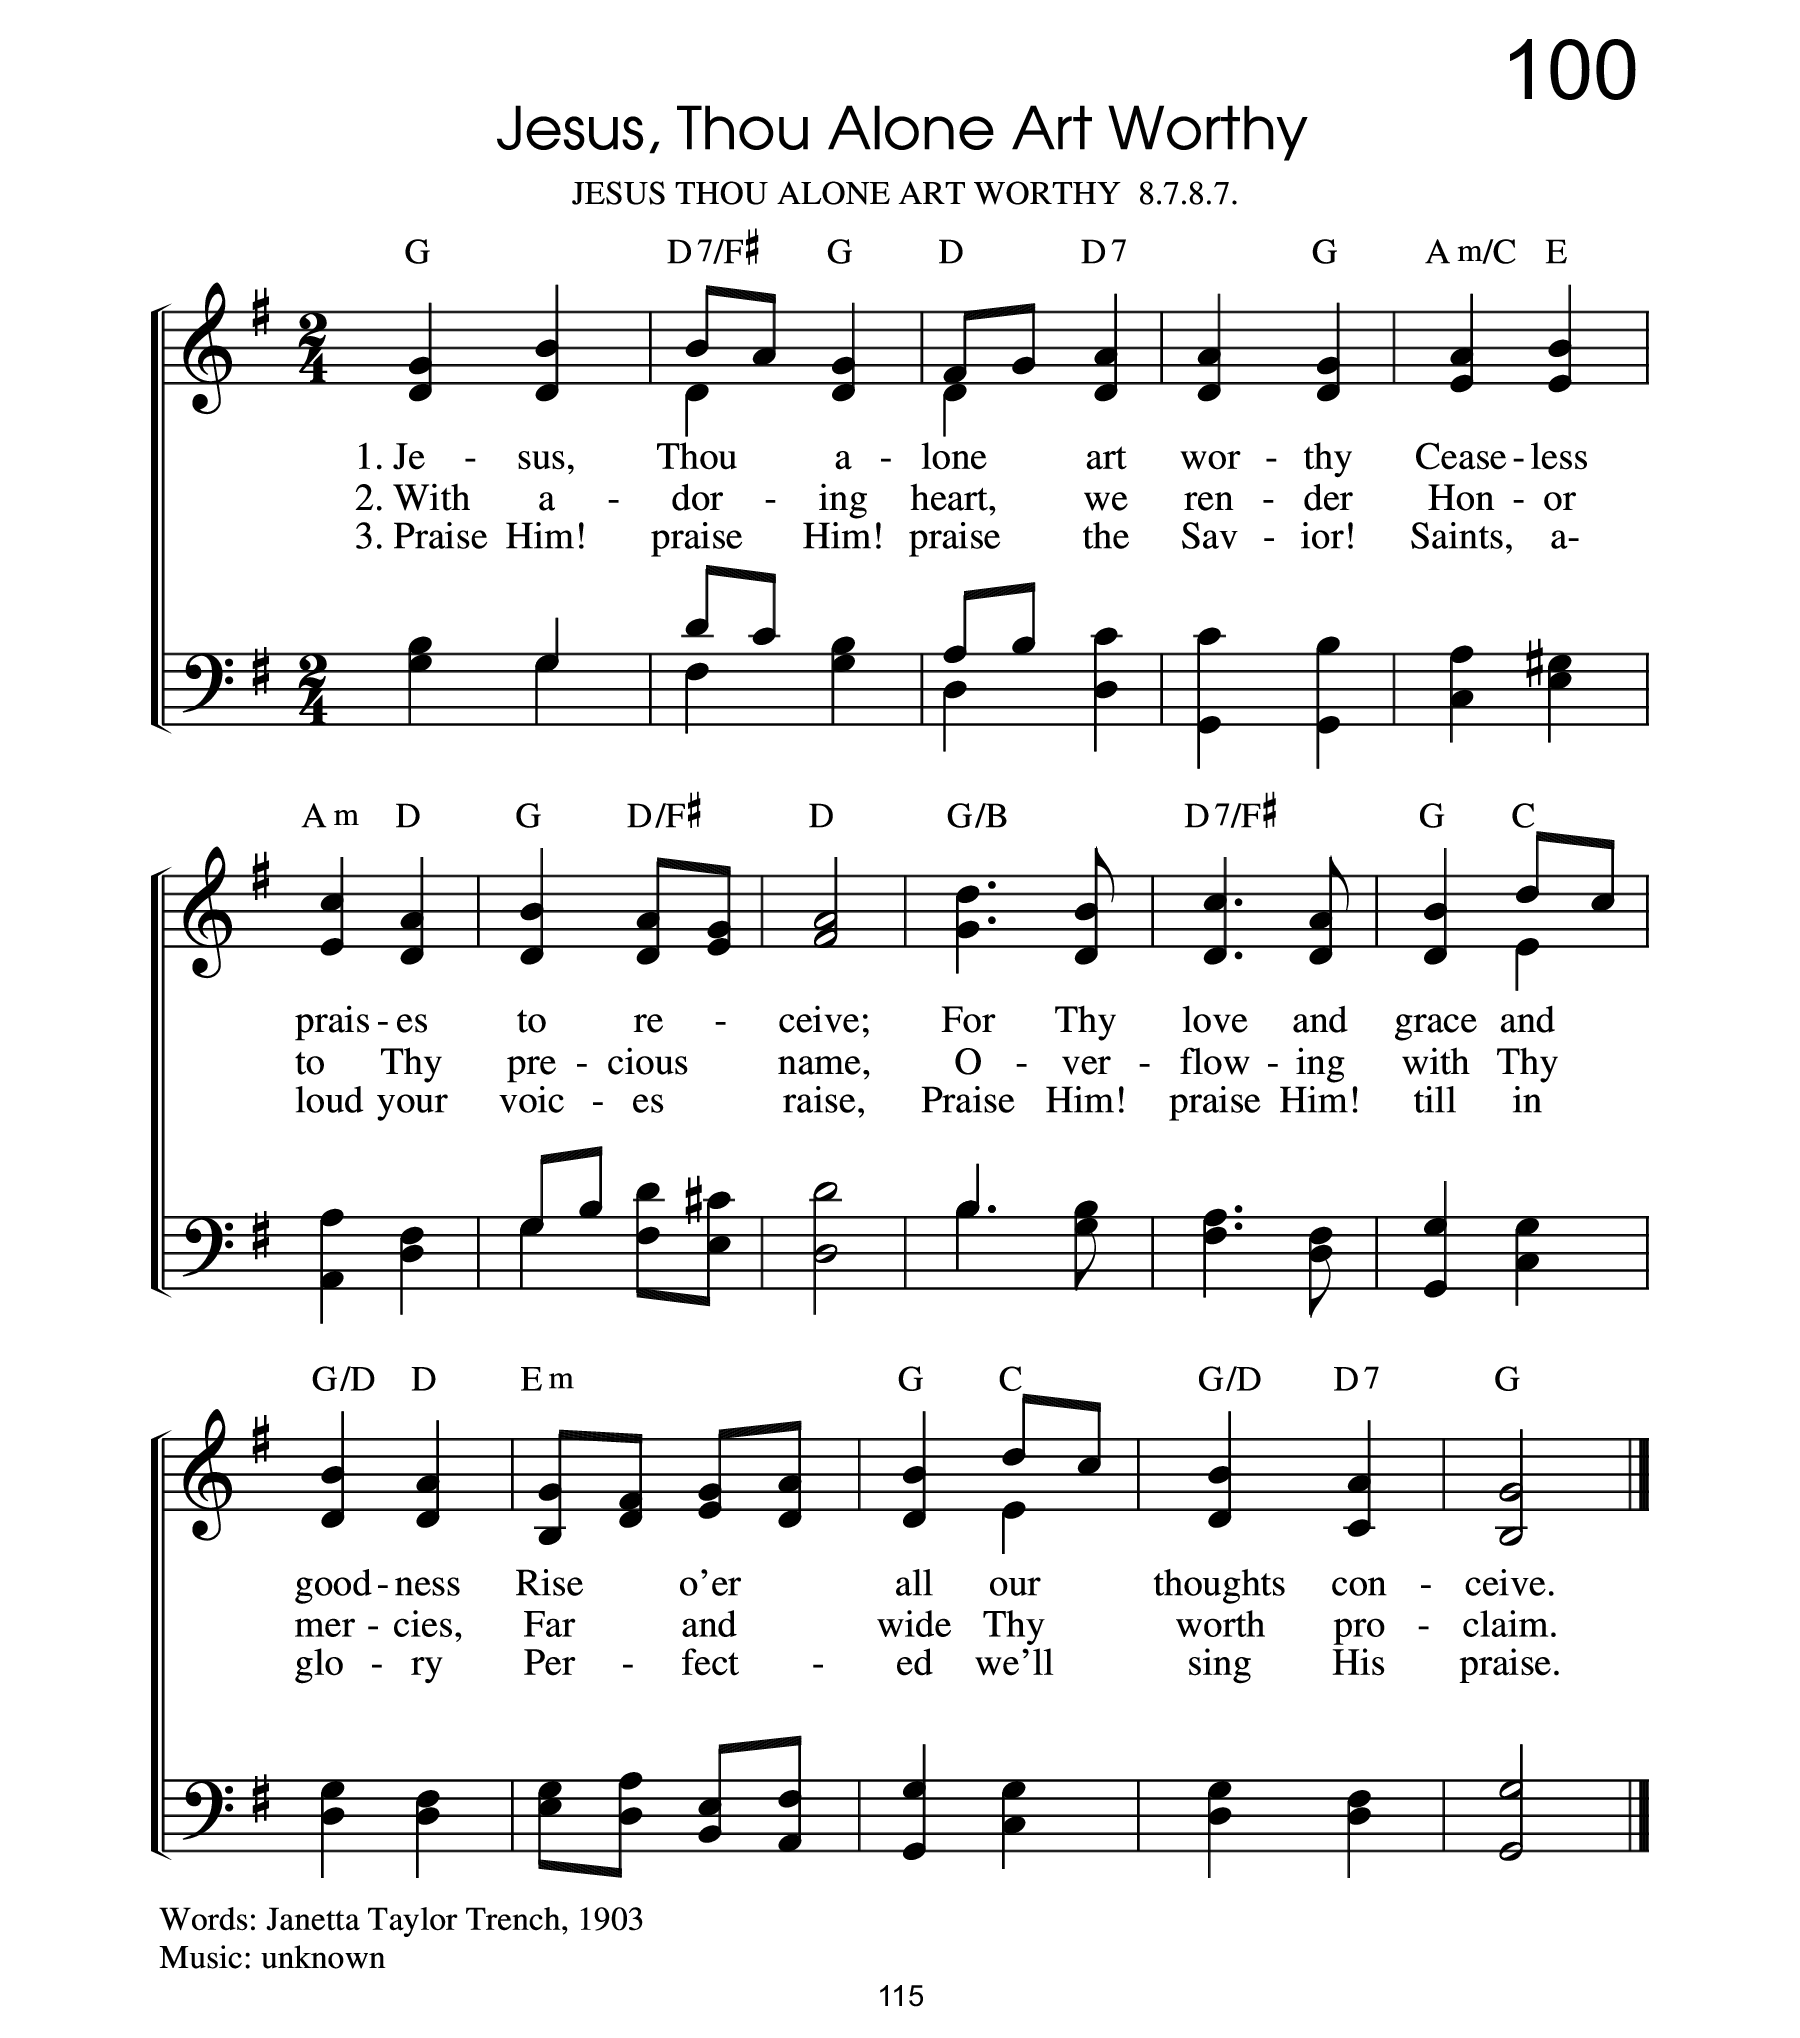 100
Jesus, Thou Alone Art Worthy
JESUS THOU ALONE ART WORTHY 8.7.8.7.
G D7/F♯ G D D7 G Am/C E
2/4
1. Je - sus, Thou a - lone art wor - thy Cease - less
2. With a - dor - ing heart, we ren - der Hon - or
3. Praise Him! praise Him! praise the Sav - ior! Saints, a-
2/4
Am D G D/F♯ D G/B D7/F♯ G C
prais - es to re - ceive; For Thy love and grace and
to Thy pre - cious name, O - ver - flow - ing with Thy
loud your voic - es raise, Praise Him! praise Him! till in
G/D D Em G C G/D D7 G
good - ness Rise o'er all our thoughts con - ceive.
mer - cies, Far and wide Thy worth pro - claim.
glo - ry Per - fect - ed we'll sing His praise.
Words: Janetta Taylor Trench, 1903
Music: unknown
115